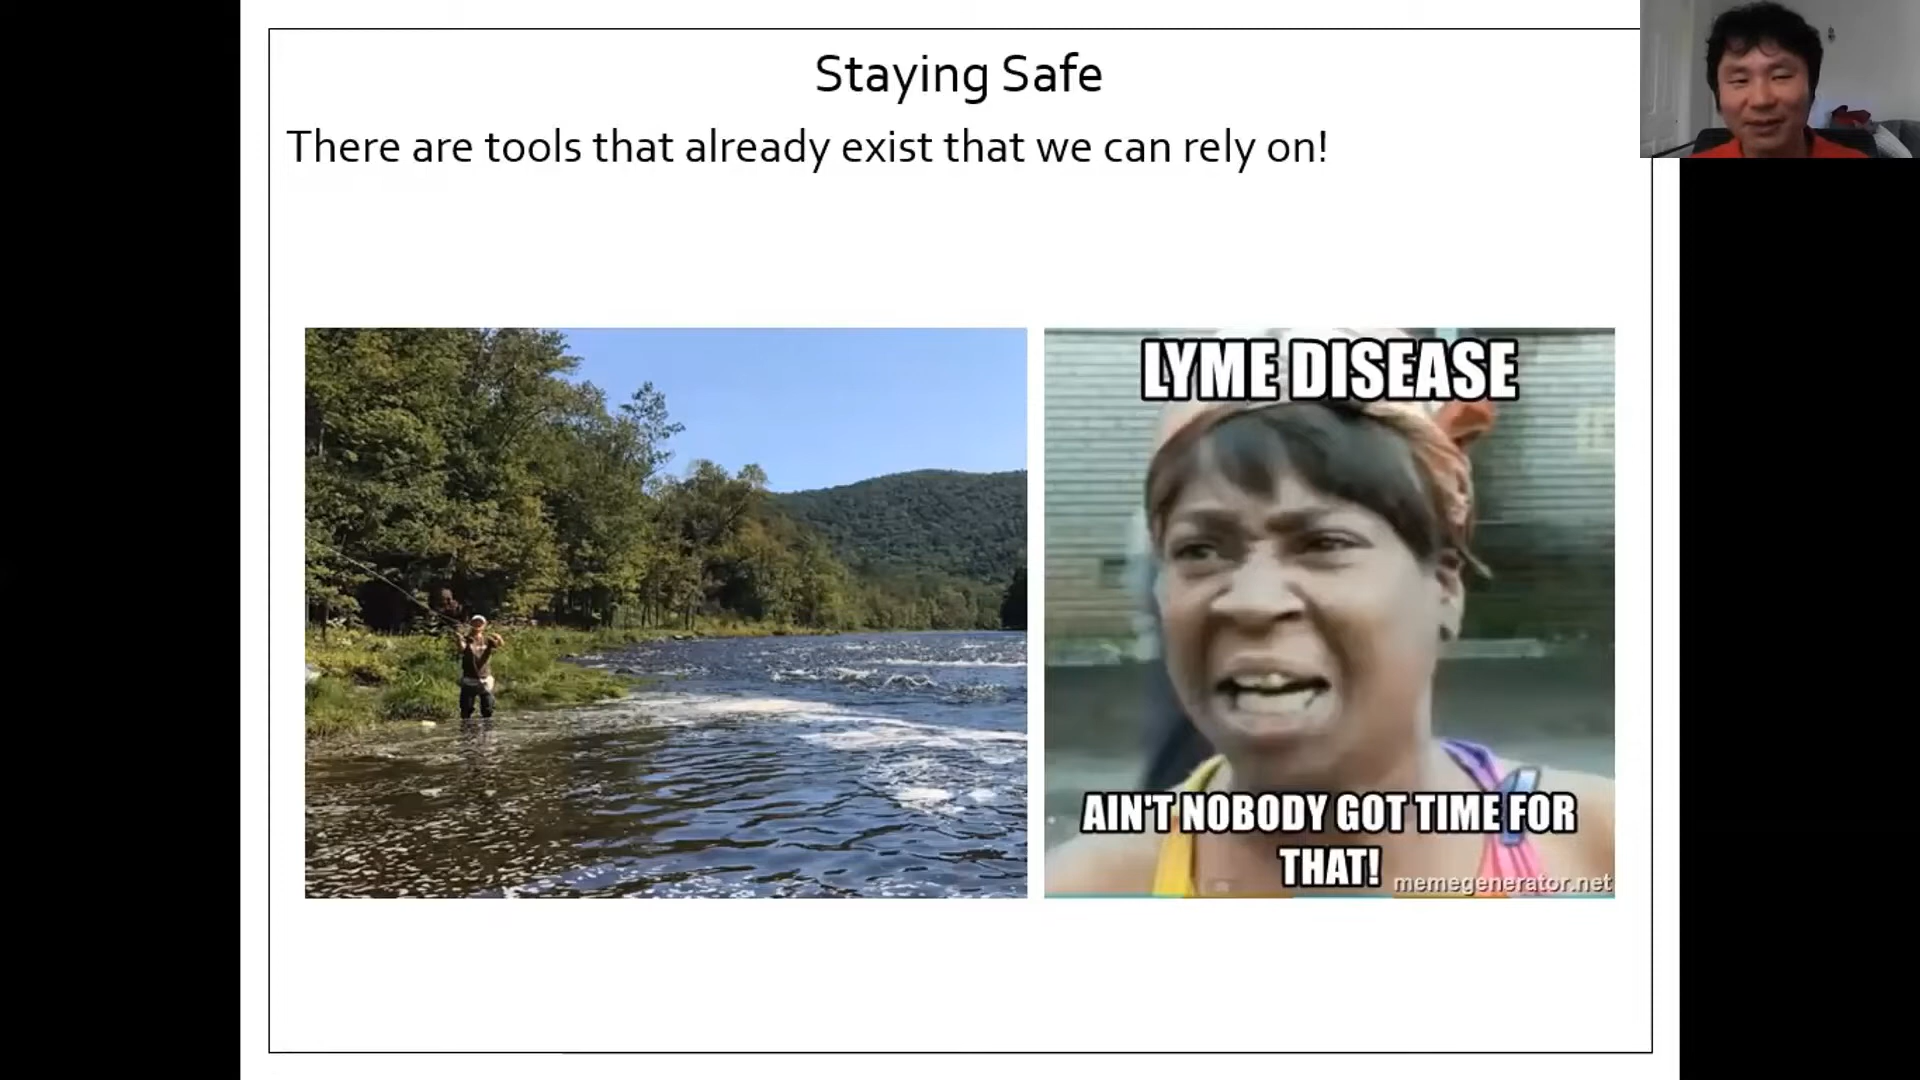 Staying Safe
There are tools that already exist that we can rely on!
LYME DISEASE
AIN'T NOBODY GOT TIME FOR
THAT!
memegenerator.net